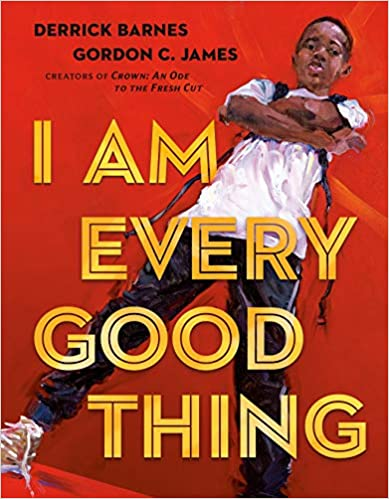 DERRICK BARNES
GORDON C. JAMES
CREATORS OF CROWN: AN ODE
TO THE FRESH CUT
I AM
EVERY
GOOD
THING